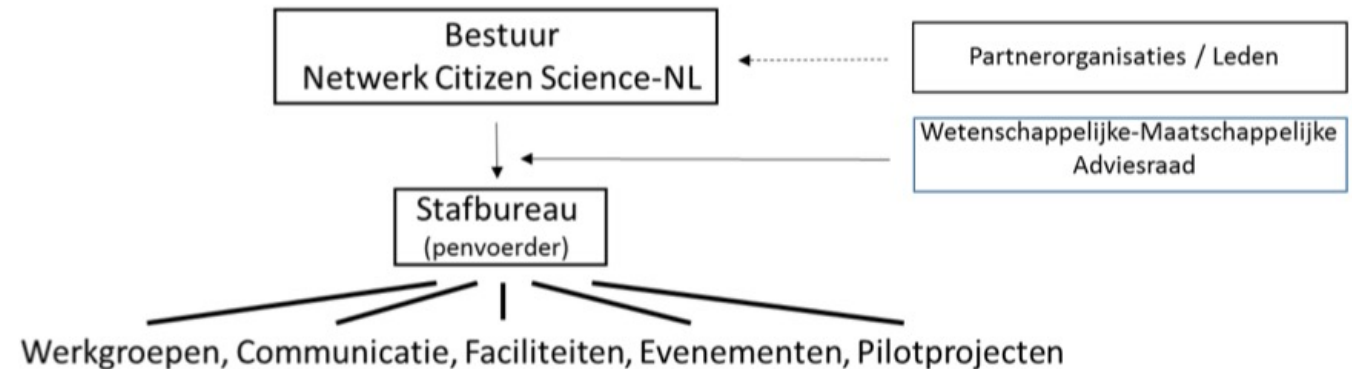 Bestuur
Netwerk Citizen Science-NL
Partnerorganisaties / Leden
Wetenschappelijke-Maatschappelijke
Adviesraad
Stafbureau
(penvoerder)
Werkgroepen, Communicatie, Faciliteiten, Evenementen, Pilotprojecten